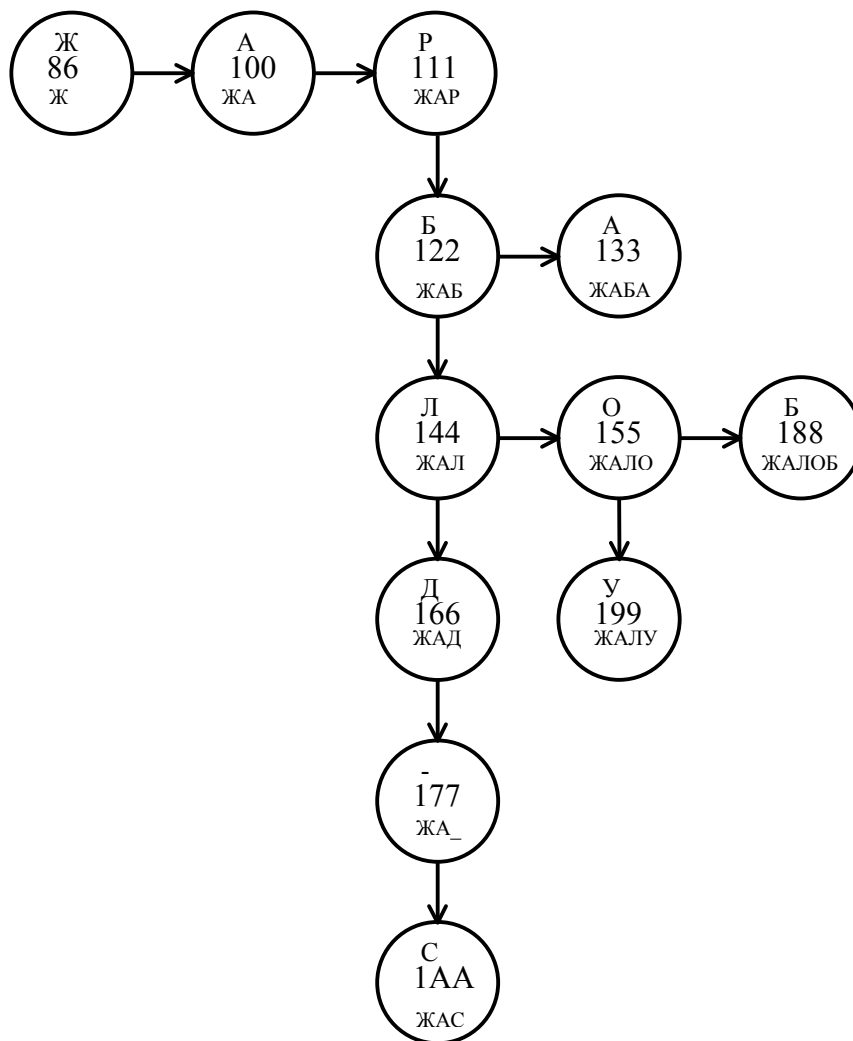 Ж
86
Ж
А
100
ЖА
Р
111
ЖАР
Б
122
ЖАБ
А
133
ЖАБА
Л
144
ЖАЛ
О
155
ЖАЛО
Б
188
ЖАЛОБ
Д
166
ЖАД
У
199
ЖАЛУ
-
177
ЖА_
С
1АА
ЖАС